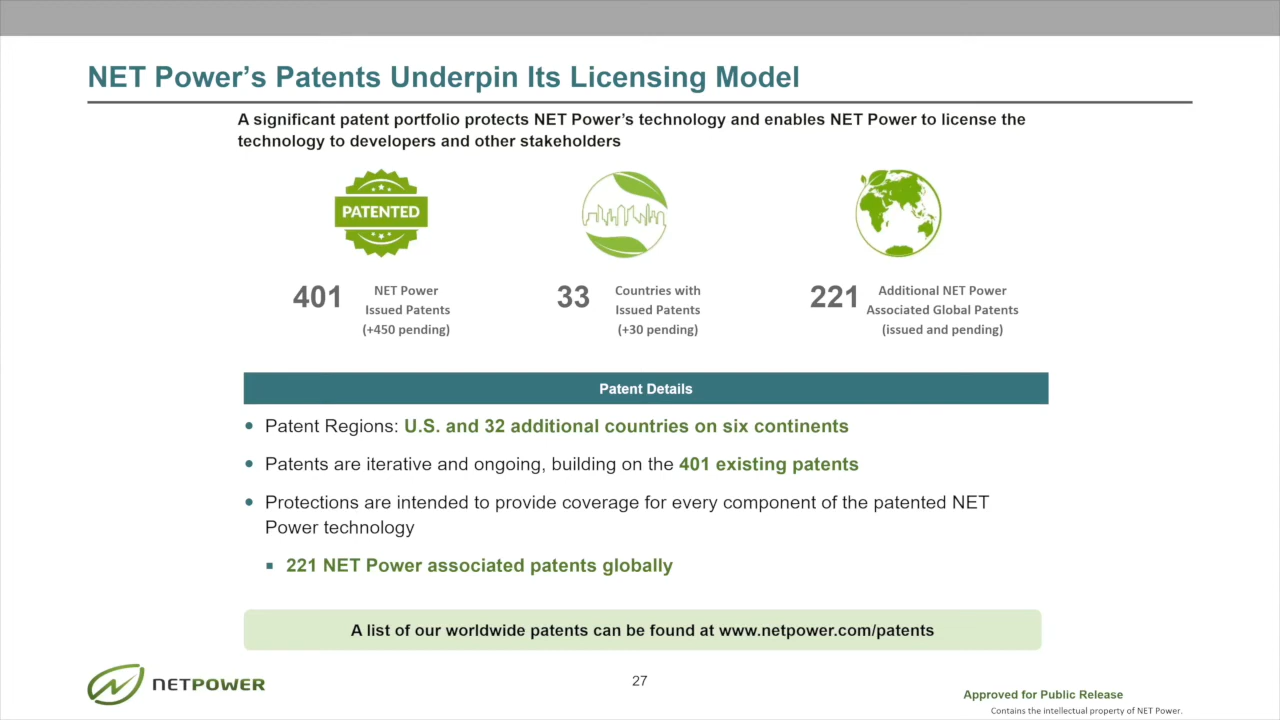 NET Power’s Patents Underpin Its Licensing Model
A significant patent portfolio protects NET Power’s technology and enables NET Power to license the
technology to developers and other stakeholders
PATENTED
401
NET Power
Issued Patents
(+450 pending)
33
Countries with
Issued Patents
(+30 pending)
221
Additional NET Power
Associated Global Patents
(issued and pending)
Patent Details
• Patent Regions: U.S. and 32 additional countries on six continents
• Patents are iterative and ongoing, building on the 401 existing patents
• Protections are intended to provide coverage for every component of the patented NET
Power technology
▪ 221 NET Power associated patents globally
A list of our worldwide patents can be found at www.netpower.com/patents
NETPOWER
27
Approved for Public Release
Contains the intellectual property of NET Power.